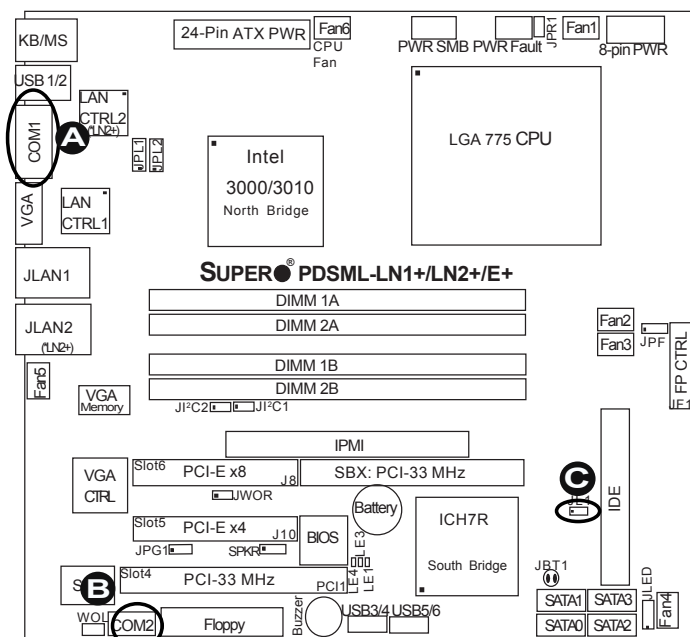 KB/MS
24-Pin ATX PWR
Fan6
CPU
Fan
PWR SMB
PWR Fault
JPR1
Fan1
8-pin PWR
USB 1/2
LAN
CTRL2
(*LN2+)
COM1
A
JPL1
JPL2
Intel
3000/3010
North Bridge
LGA 775 CPU
VGA
LAN
CTRL1
JLAN1
SUPER® PDSML-LN1+/LN2+/E+
DIMM 1A
DIMM 2A
JLAN2
(*LN2+)
Fan2
Fan3
JPF
FP CTRL
JF1
Fan5
DIMM 1B
DIMM 2B
VGA
Memory
JI²C2
JI²C1
IPMI
Slot6
PCI-E x8
J8
SBX: PCI-33 MHz
VGA
CTRL
JWOR
Battery
C
IDE
Slot5
PCI-E x4
J10
BIOS
ICH7R
South Bridge
JPG1
SPKR
LE3
LE4
LE1
JBT1
Slot4
PCI-33 MHz
PCI1
B
SATA1
SATA3
JLED
Fan4
WOL
COM2
Floppy
Buzzer
USB3/4
USB5/6
SATA0
SATA2